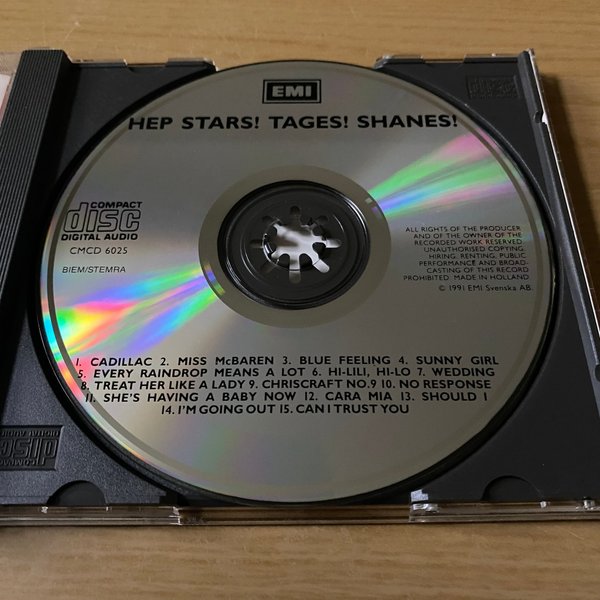 EMI
HEP STARS! TAGES! SHANES!
COMPACT
disc
DIGITAL AUDIO
CMCD 6025
BIEM/STEMRA
ALL RIGHTS OF THE PRODUCER
AND OF THE OWNER OF THE
RECORDED WORK RESERVED
UNAUTHORISED COPYING,
HIRING, RENTING, PUBLIC
PERFORMANCE AND BROAD-
CASTING OF THIS RECORD
PROHIBITED. MADE IN HOLLAND
© 1991 EMI Svenska AB.
1. CADILLAC 2. MISS McBAREN 3. BLUE FEELING 4. SUNNY GIRL
5. EVERY RAINDROP MEANS A LOT 6. HI-LILI, HI-LO 7. WEDDING
8. TREAT HER LIKE A LADY 9. CHRISCRAFT NO.9 10. NO RESPONSE
11. SHE'S HAVING A BABY NOW 12. CARA MIA 13. SHOULD I
14. I'M GOING OUT 15. CAN I TRUST YOU